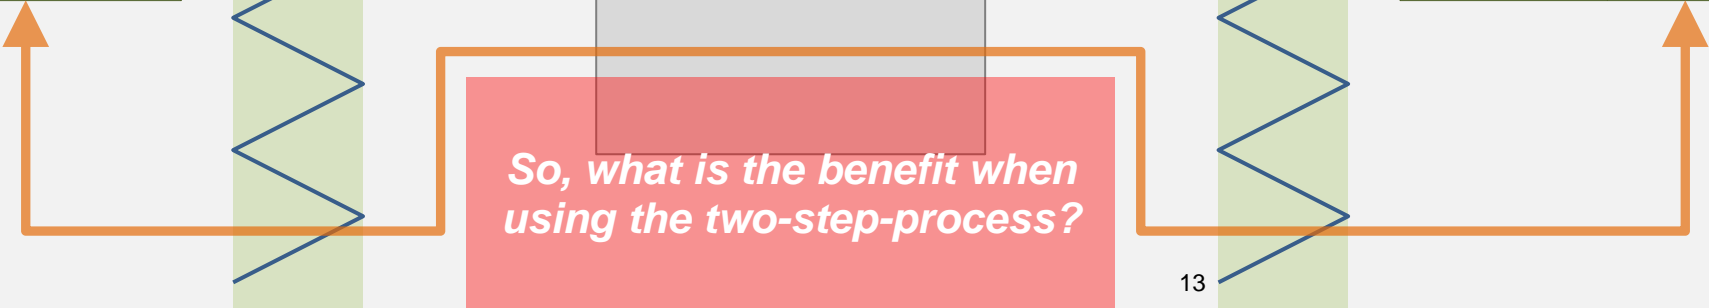 So, what is the benefit when
using the two-step-process?
13